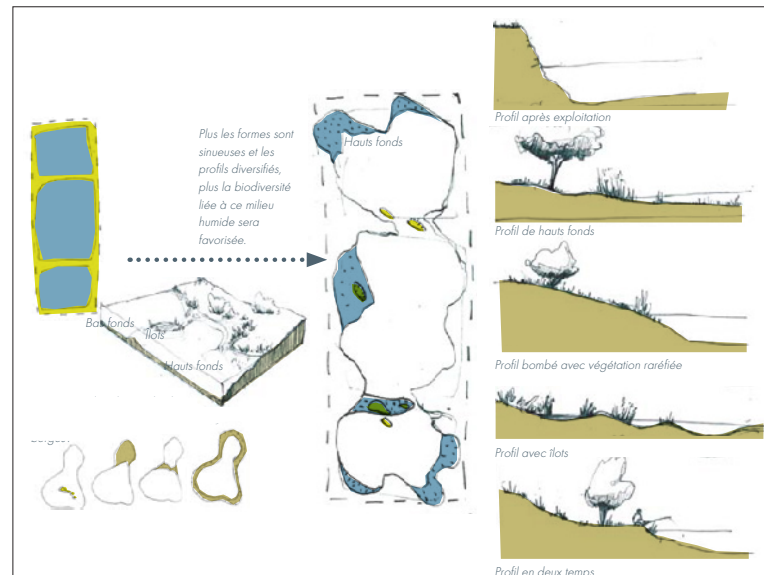 Plus les formes sont
sinueuses et les
profils diversifiés,
plus la biodiversité
liée à ce milieu
humide sera
favorisée.
Bas fonds
îlots
Hauts fonds
Hauts fonds
Profil après exploitation
Profil de hauts fonds
Profil bombé avec végétation raréfiée
Profil avec îlots
Profil en deux temps